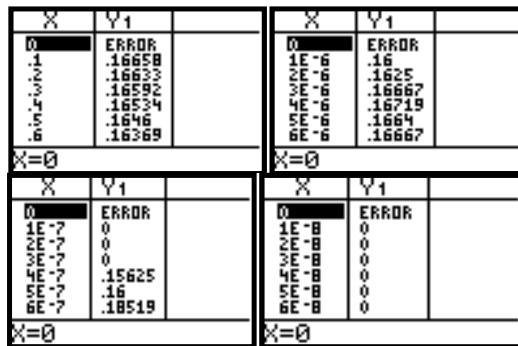 X Y1
0 ERROR
.1 .16658
.2 .16633
.3 .16592
.4 .16534
.5 .1646
.6 .16369
X=0
X Y1
0 ERROR
1E-6 .16
2E-6 .1625
3E-6 .16667
4E-6 .16719
5E-6 .1664
6E-6 .16667
X=0
X Y1
0 ERROR
1E-7 0
2E-7 0
3E-7 0
4E-7 .15625
5E-7 .16
6E-7 .18519
X=0
X Y1
0 ERROR
1E-8 0
2E-8 0
3E-8 0
4E-8 0
5E-8 0
6E-8 0
X=0